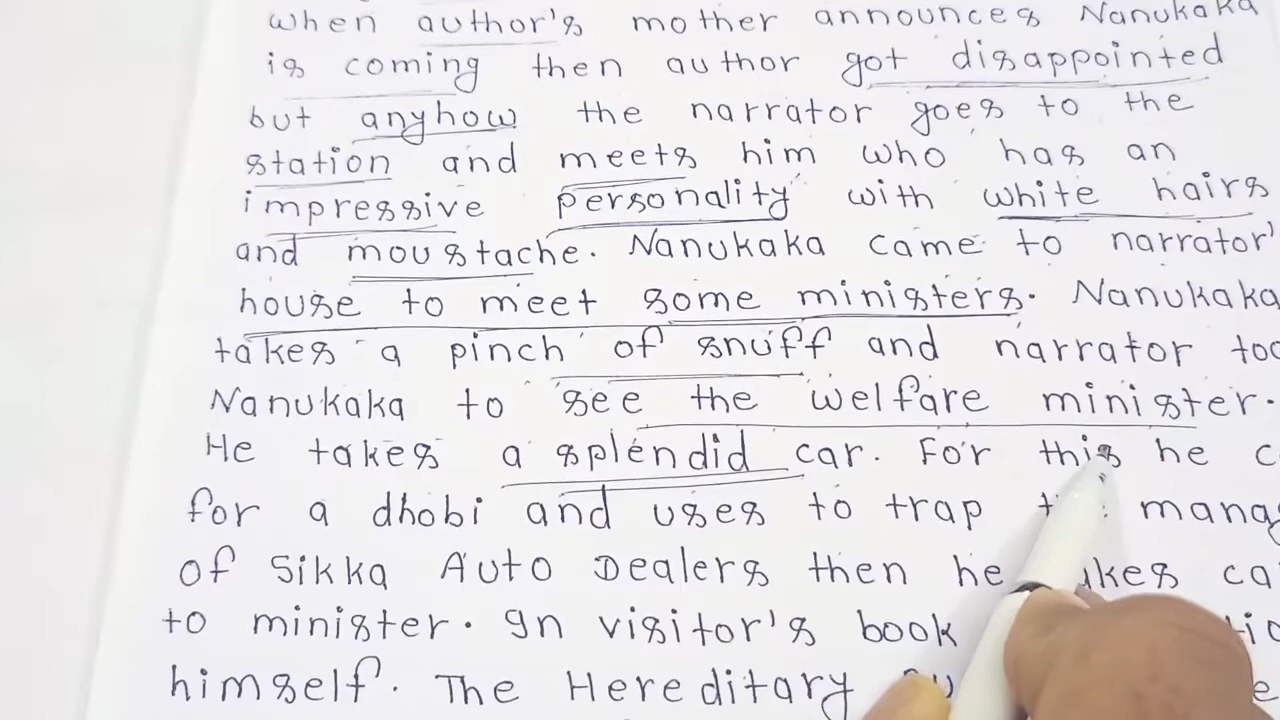 when author's mother announces Nanukaka
is coming then author got disappointed
but anyhow the narrator goes to the
station and meets him who has an
impressive personality with white hairs
and moustache. Nanukaka came to narrator'
house to meet some ministers. Nanukaka
takes a pinch of snuff and narrator too
Nanukaka to see the welfare minister.
He takes a splendid car. For this he
for a dhobi and uses to trap
of Sikka Auto Dealers then he
to minister. In visitor's book
himself. The Hereditary